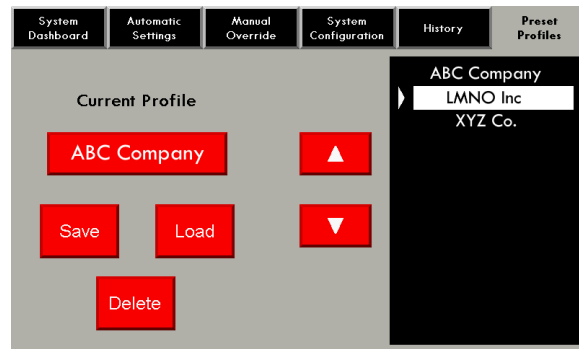 System Dashboard
Automatic Settings
Manual Override
System Configuration
History
Preset Profiles
Current Profile
ABC Company
Save
Load
Delete
ABC Company
LMNO Inc
XYZ Co.